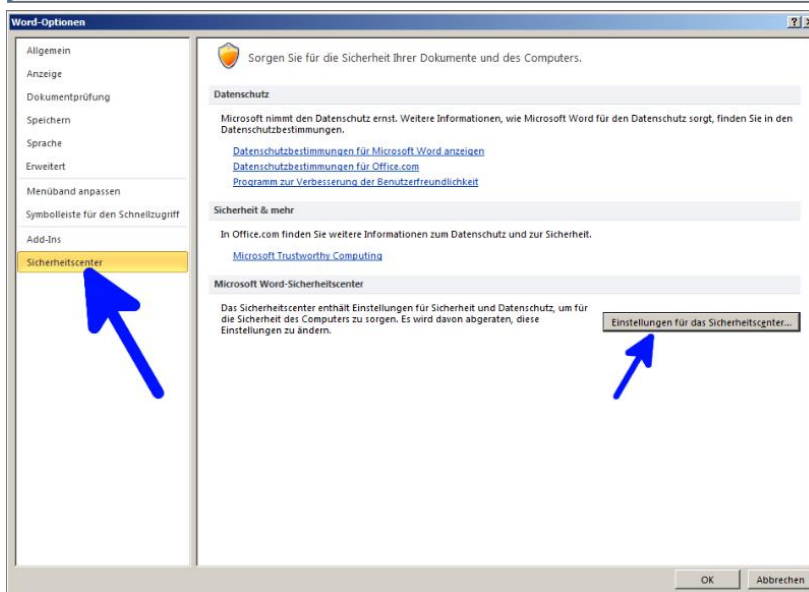 Word-Optionen
Allgemein
Anzeige
Dokumentprüfung
Speichern
Sprache
Erweitert
Menüband anpassen
Symbolleiste für den Schnellzugriff
Add-Ins
Sicherheitscenter
Sorgen Sie für die Sicherheit Ihrer Dokumente und des Computers.
Datenschutz
Microsoft nimmt den Datenschutz ernst. Weitere Informationen, wie Microsoft Word für den Datenschutz sorgt, finden Sie in den
Datenschutzbestimmungen.
Datenschutzbestimmungen für Microsoft Word anzeigen
Datenschutzbestimmungen für Office.com
Programm zur Verbesserung der Benutzerfreundlichkeit
Sicherheit & mehr
In Office.com finden Sie weitere Informationen zum Datenschutz und zur Sicherheit.
Microsoft Trustworthy Computing
Microsoft Word-Sicherheitscenter
Das Sicherheitscenter enthält Einstellungen für Sicherheit und Datenschutz, um für
die Sicherheit des Computers zu sorgen. Es wird davon abgeraten, diese
Einstellungen zu ändern.
Einstellungen für das Sicherheitscenter...
OK
Abbrechen